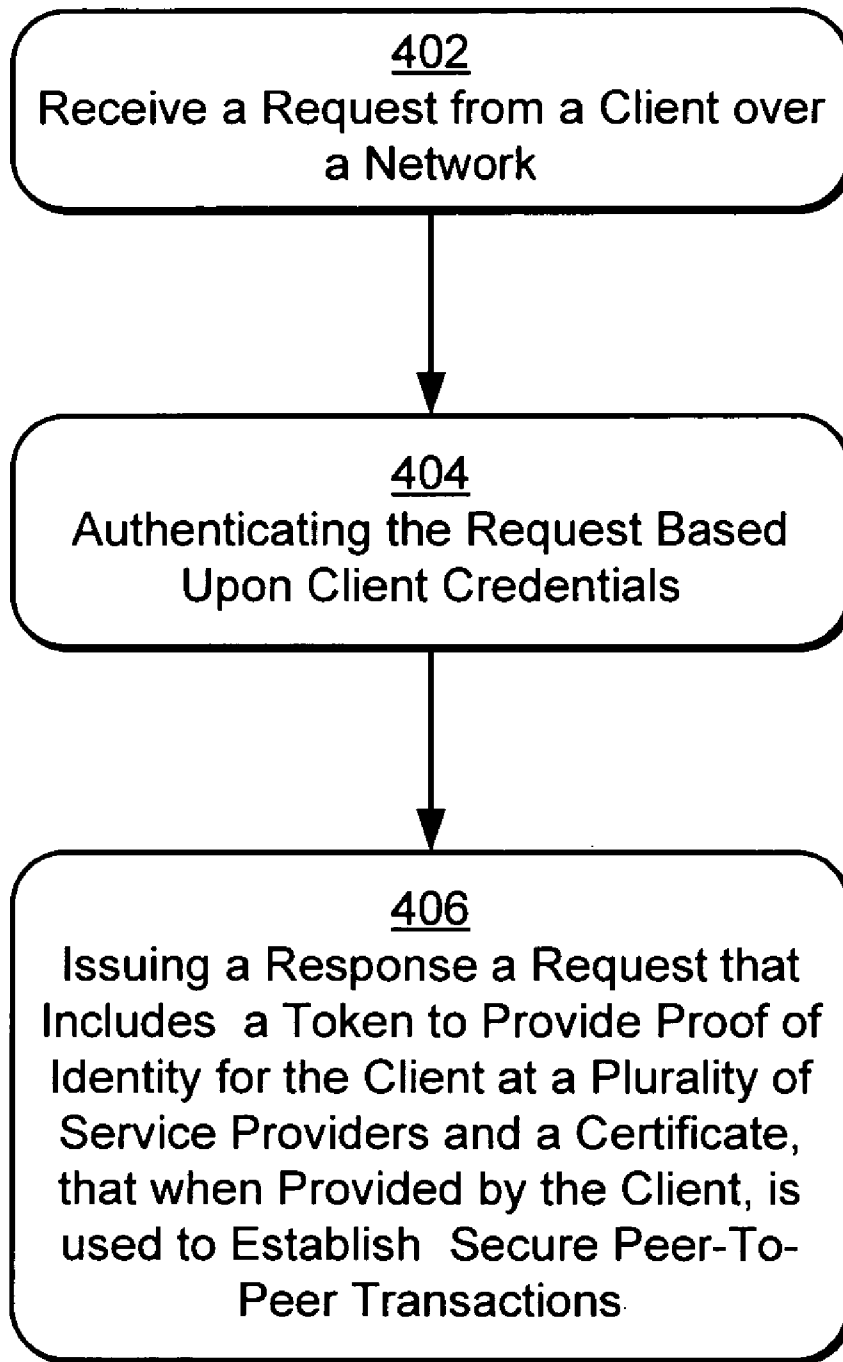 402
Receive a Request from a Client over
a Network
404
Authenticating the Request Based
Upon Client Credentials
406
Issuing a Response a Request that
Includes a Token to Provide Proof of
Identity for the Client at a Plurality of
Service Providers and a Certificate,
that when Provided by the Client, is
used to Establish Secure Peer-To-
Peer Transactions